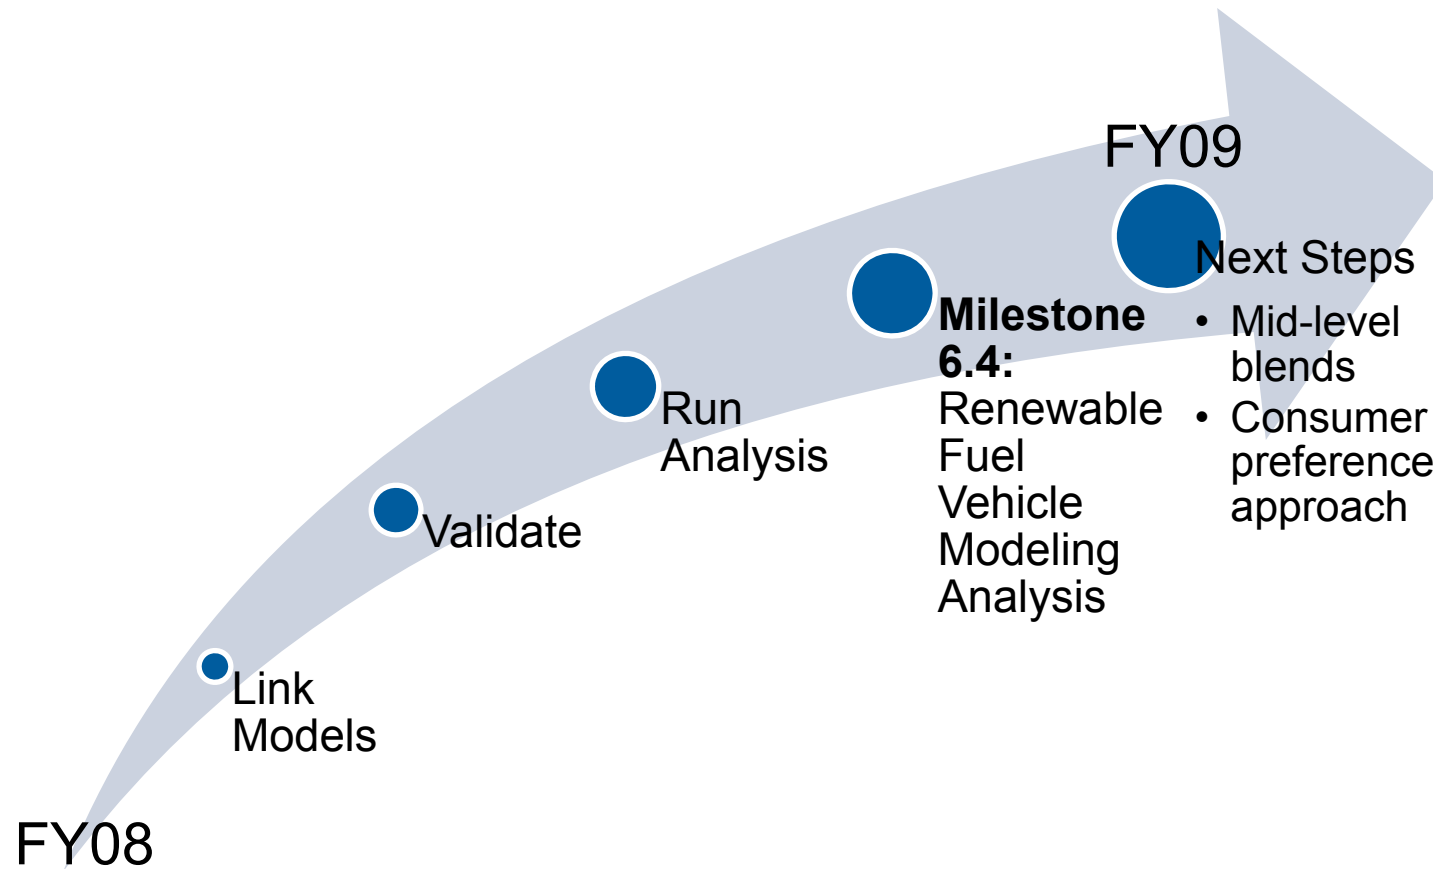 FY08
Link
Models
Validate
Run
Analysis
Milestone
6.4:
Renewable
Fuel
Vehicle
Modeling
Analysis
FY09
Next Steps
• Mid-level
blends
• Consumer
preference
approach